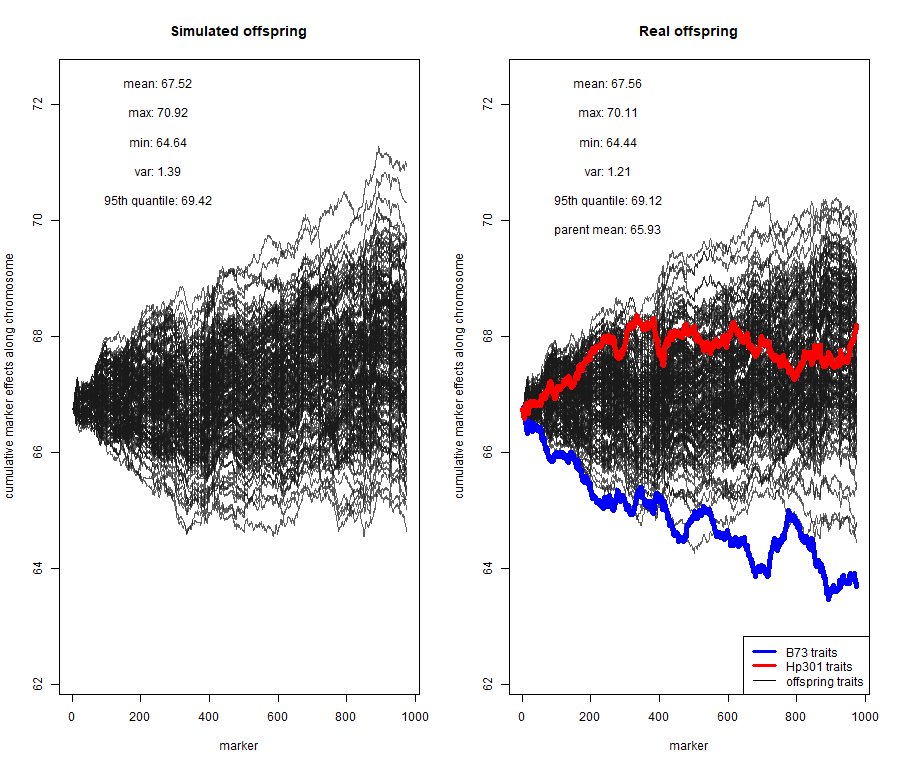 Simulated offspring
mean: 67.52
max: 70.92
min: 64.64
var: 1.39
95th quantile: 69.42
cumulative marker effects along chromosome
72
70
68
66
64
62
0
200
400
600
800
1000
marker
Real offspring
mean: 67.56
max: 70.11
min: 64.44
var: 1.21
95th quantile: 69.12
parent mean: 65.93
cumulative marker effects along chromosome
72
70
68
66
64
62
B73 traits
Hp301 traits
offspring traits
0
200
400
600
800
1000
marker